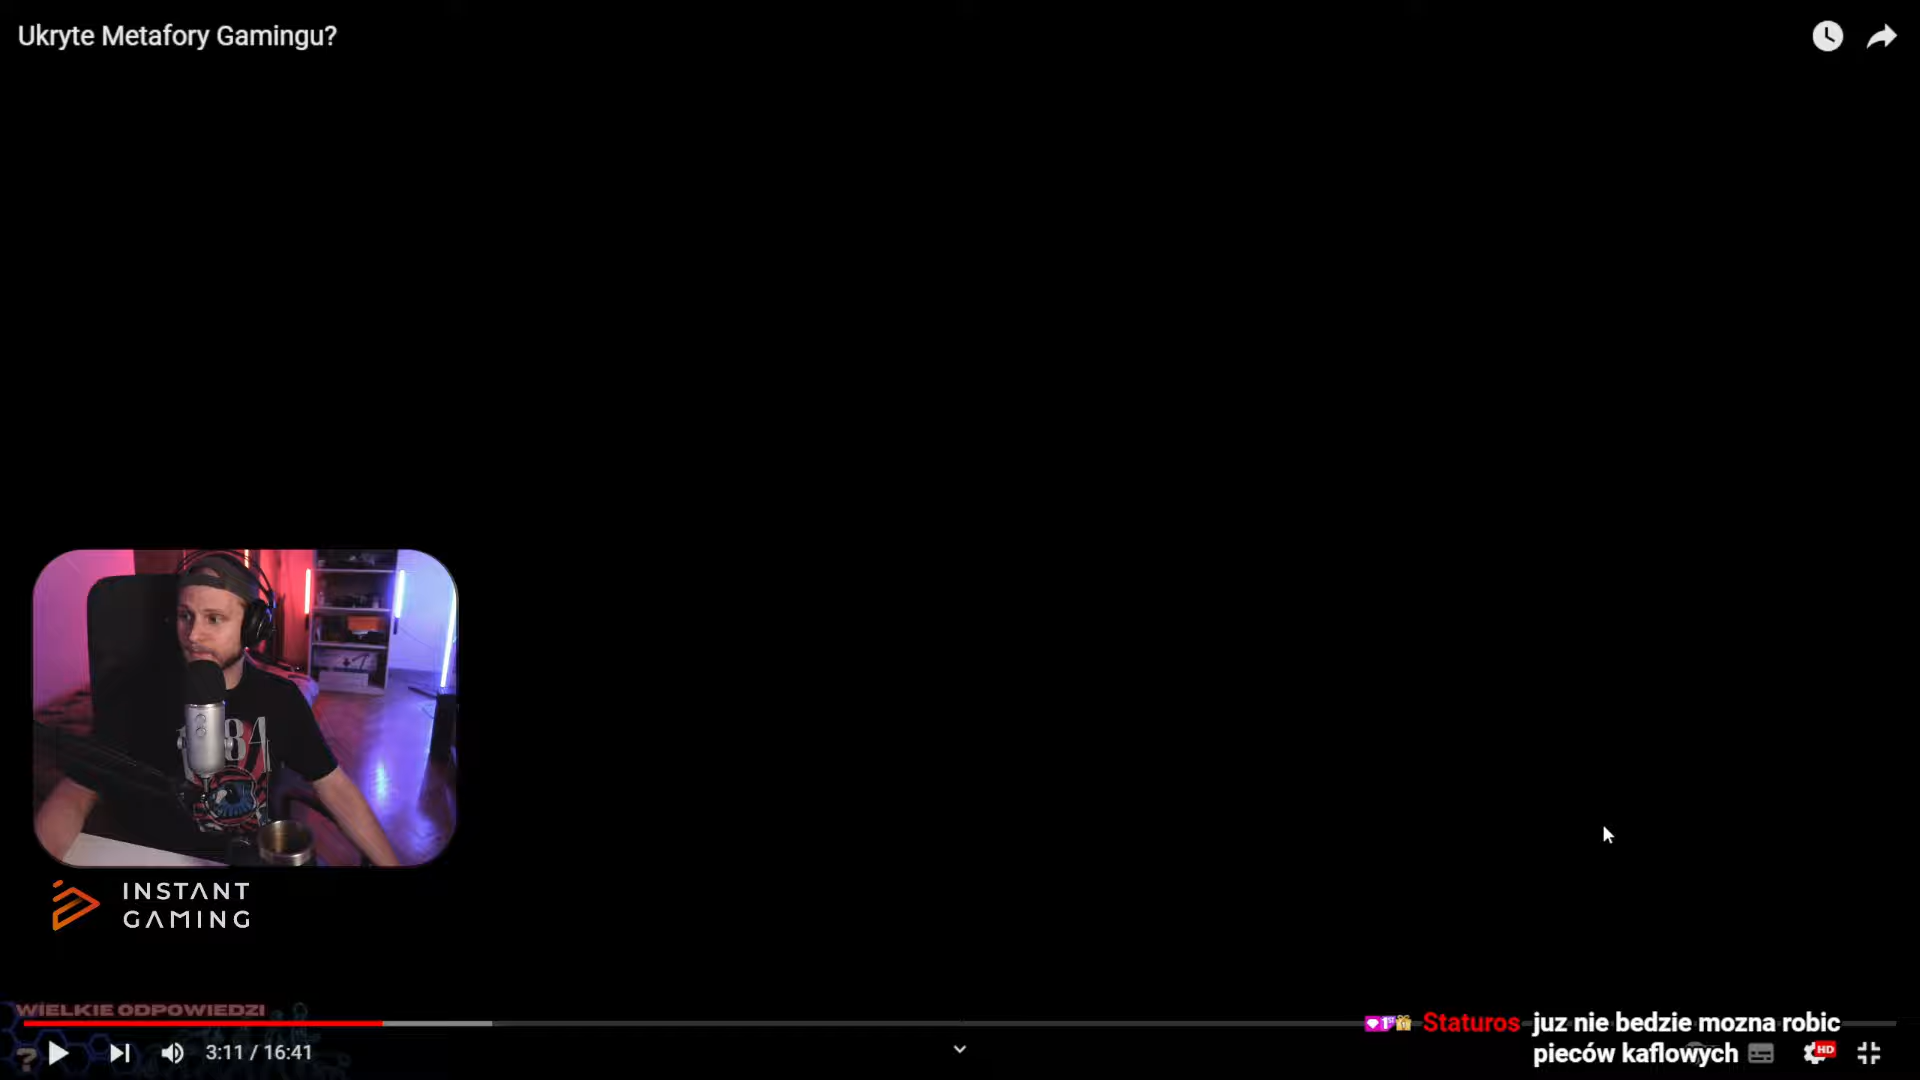 Ukryte Metafory Gamingu?
84
INSTANT
GAMING
WIELKIE ODPOWIEDZI
?
3:11 / 16:41
Staturos juz nie bedzie mozna robic
pieców kaflowych
HD